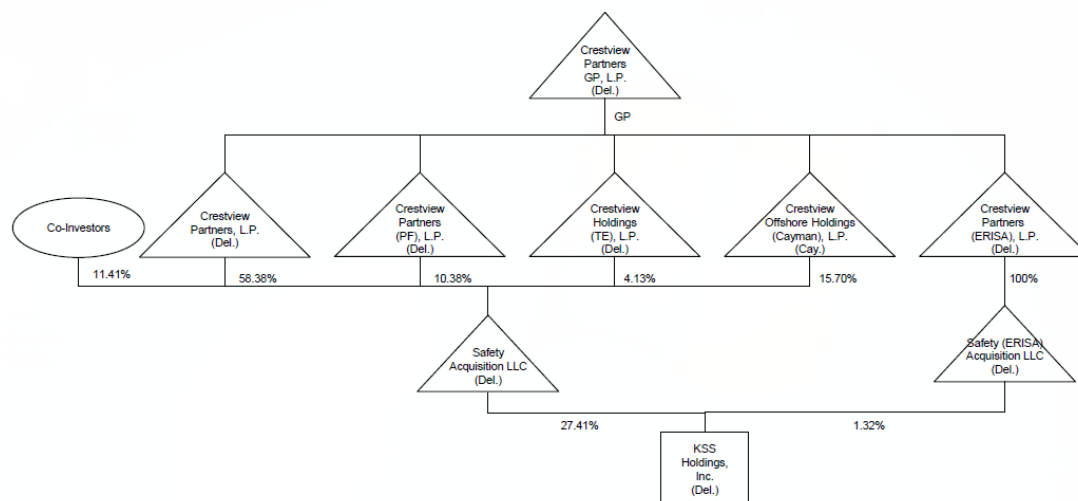 Crestview
Partners
GP, L.P.
(Del.)
GP
Co-Investors
Crestview
Partners, L.P.
(Del.)
Crestview
Partners
(PF), L.P.
(Del.)
Crestview
Holdings
(TE), L.P.
(Del.)
Crestview
Offshore Holdings
(Cayman), L.P.
(Cay.)
Crestview
Partners
(ERISA), L.P.
(Del.)
11.41%
58.38%
10.38%
4.13%
15.70%
100%
Safety
Acquisition LLC
(Del.)
Safety (ERISA)
Acquisition LLC
(Del.)
27.41%
1.32%
KSS
Holdings,
Inc.
(Del.)